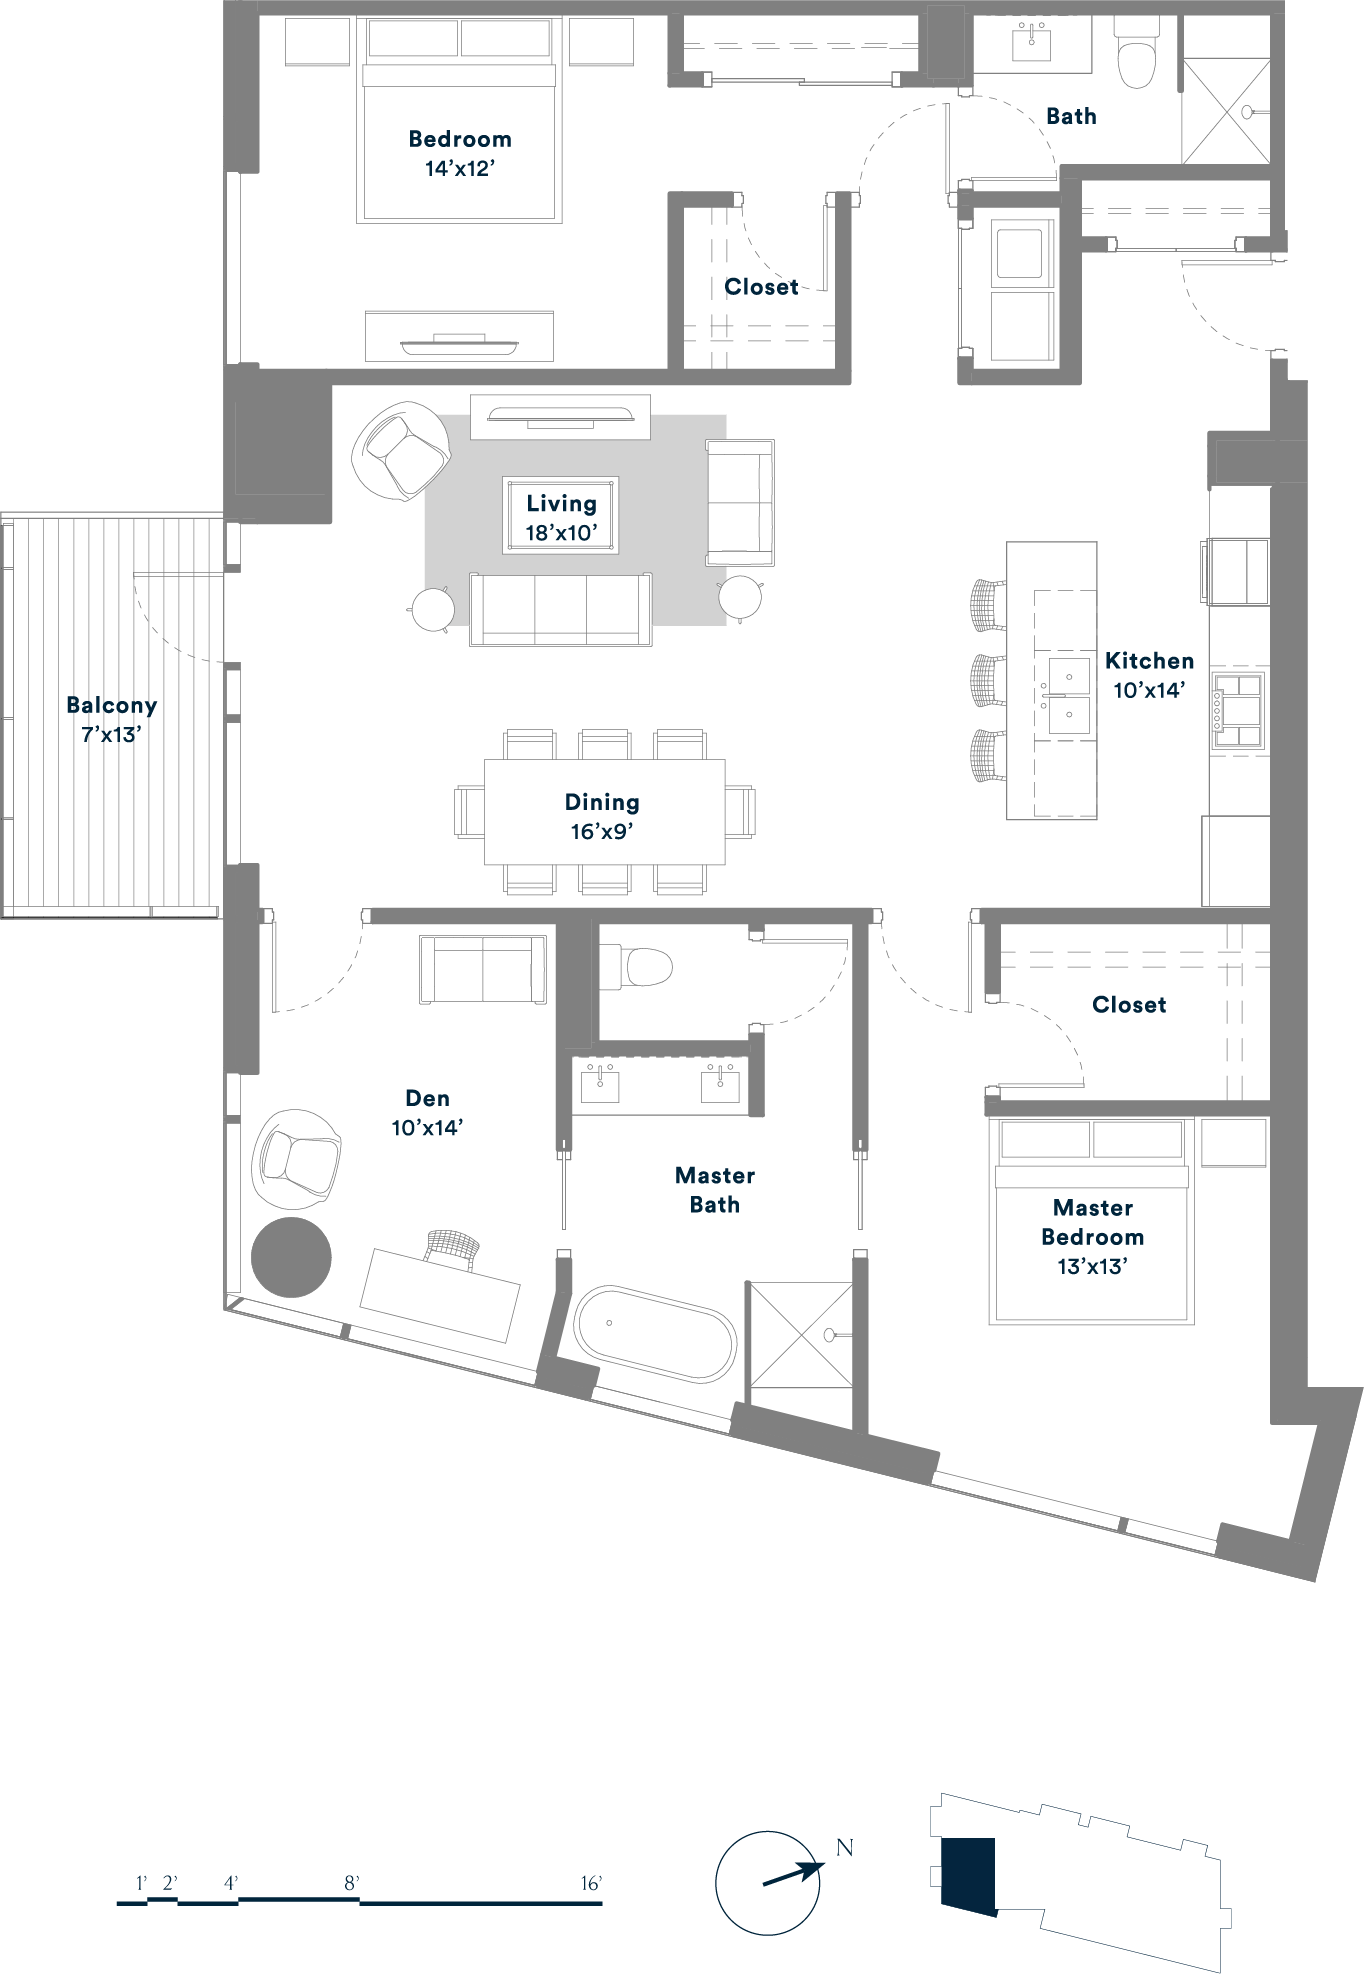 Bath
Bedroom
14’x12’
Closet
Living
18’x10’
Kitchen
10’x14’
Balcony
7’x13’
Dining
16’x9’
Closet
Den
10’x14’
Master
Bath
Master
Bedroom
13’x13’
N
1’ 2’ 4’ 8’ 16’